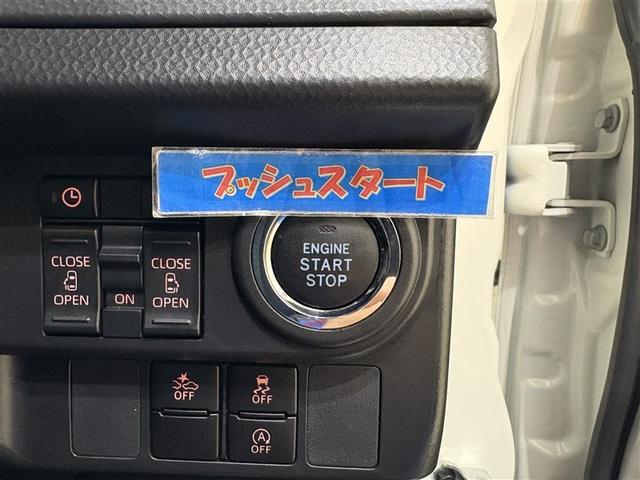 プッシュスタート
ENGINE
START
STOP
CLOSE
OPEN
ON
CLOSE
OPEN
OFF
OFF
A
OFF